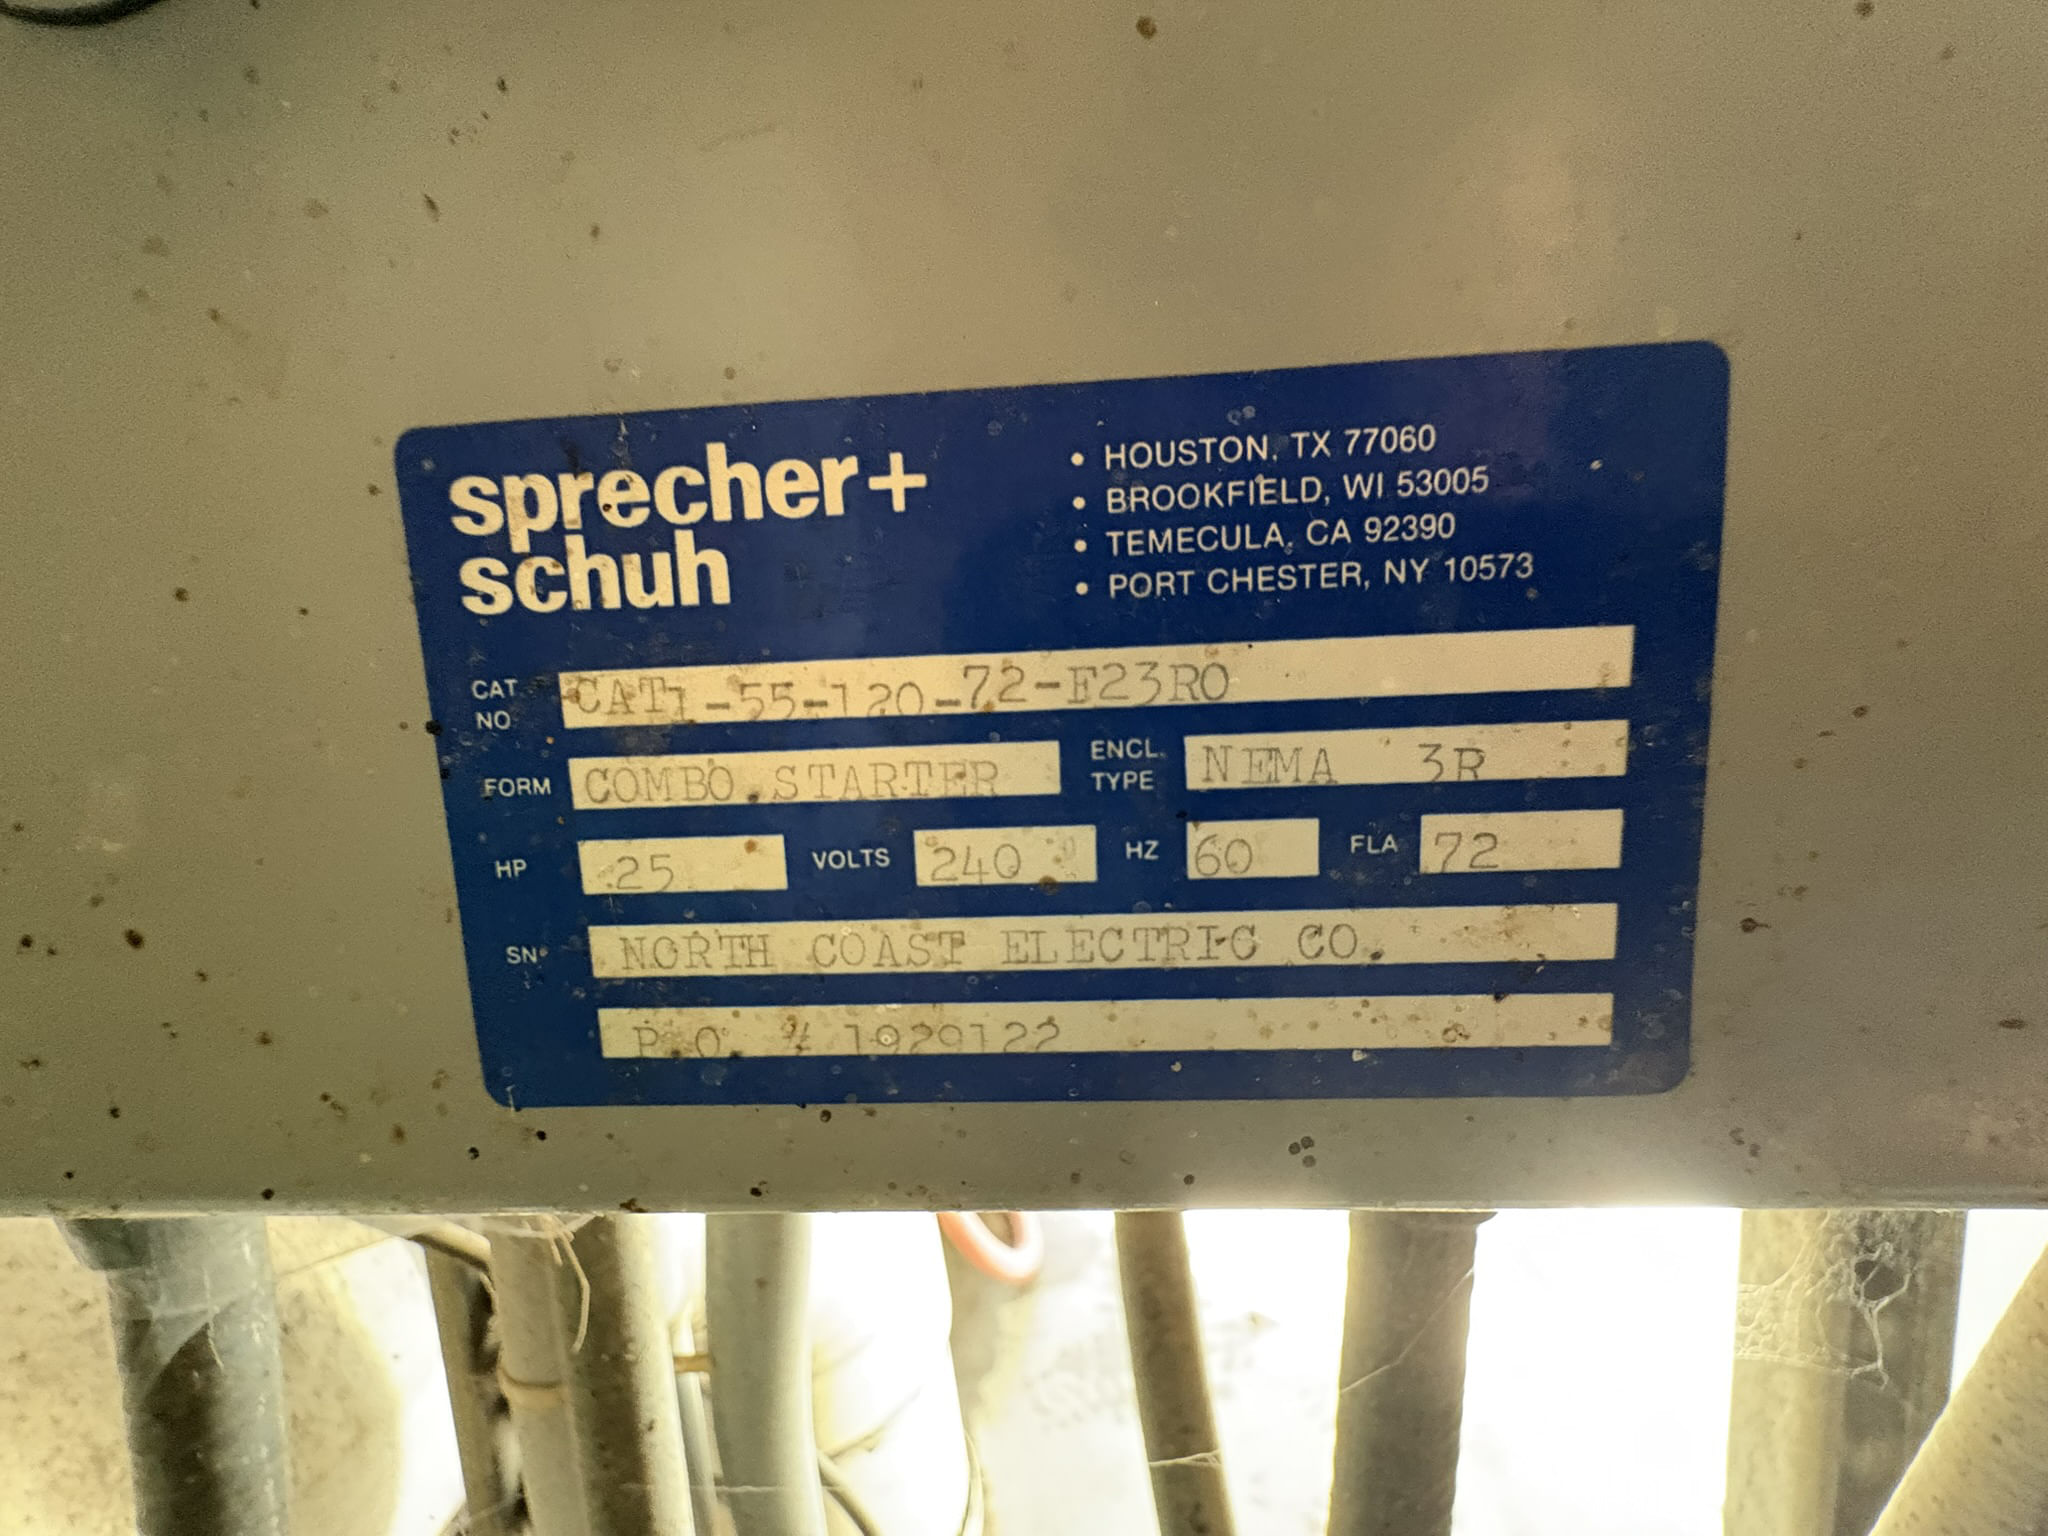 sprecher+
schuh
• HOUSTON, TX 77060
• BROOKFIELD, WI 53005
• TEMECULA, CA 92390
• PORT CHESTER, NY 10573
CAT NO CAT1-55-120-72-F23RO
FORM COMBO STARTER ENCL. TYPE NEMA 3R
HP 25 VOLTS 240 HZ 60 FLA 72
SN NORTH COAST ELECTRIC CO.
P.O. # 1929122